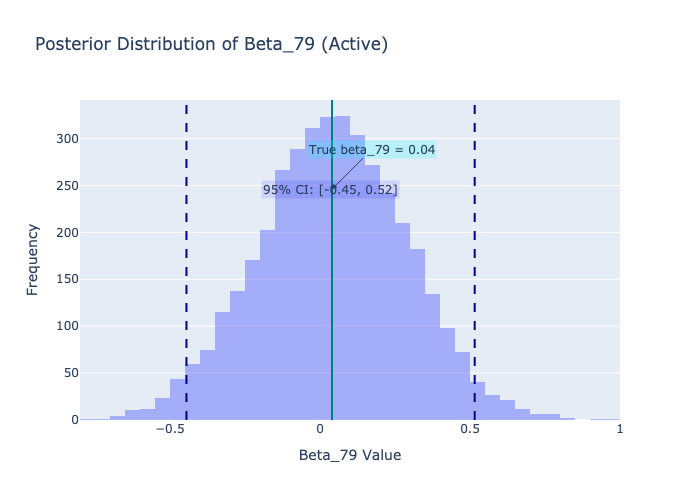 Posterior Distribution of Beta_79 (Active)
Frequency
300
250
200
150
100
50
0
True beta_79 = 0.04
95% CI: [-0.45, 0.52]
−0.5
0
0.5
1
Beta_79 Value